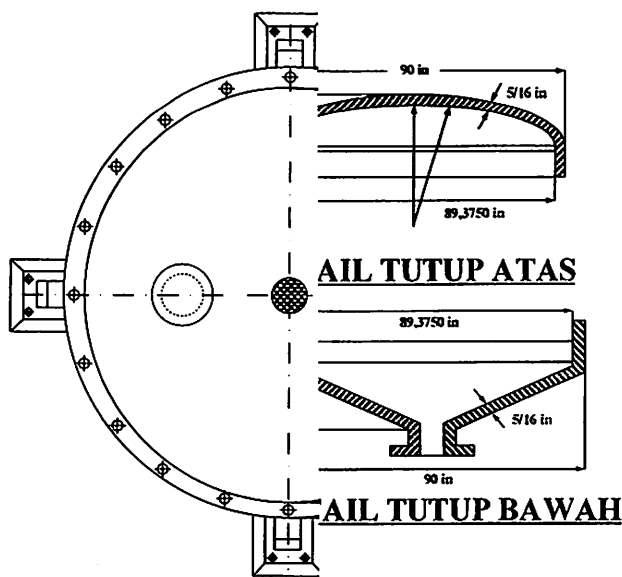 90 in
5/16 in
89,3750 in
AIL TUTUP ATAS
89,3750 in
5/16 in
90 in
AIL TUTUP BAWAH